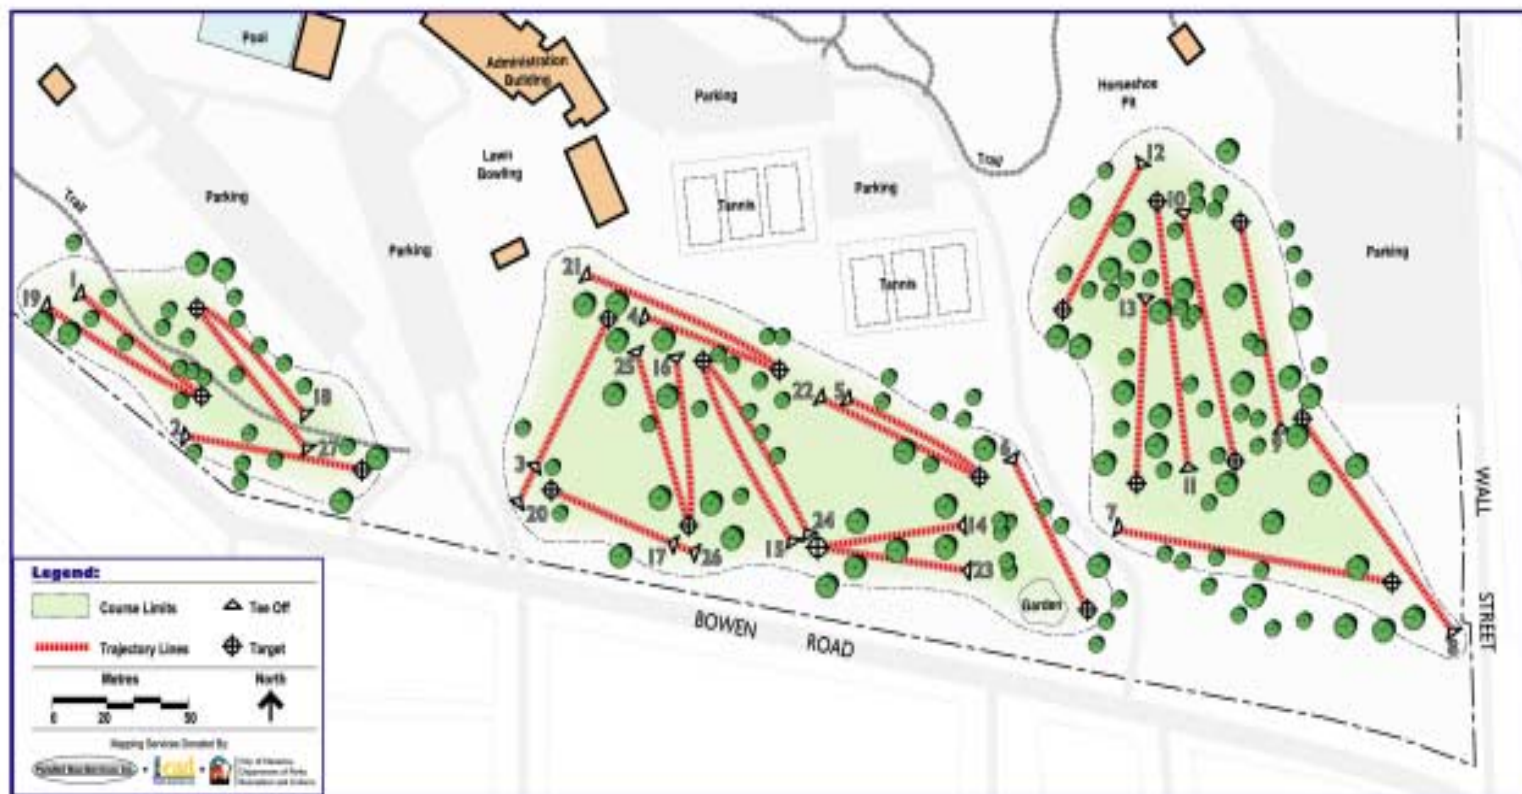 Pool
Administration
Building
Parking
Horseshoe
Pit
Trail
12
Lawn
Bowling
Parking
Trail
Parking
Tennis
10
Parking
Parking
21
Tennis
19
1
4
13
25
16
22
5
18
2
27
9
3
6
11
WALL
STREET
20
7
24
14
17
26
15
23
Garden
8
BOWEN ROAD
Legend:
Course Limits
Tee Off
Trajectory Lines
Target
Metres
North
0 20 50
Mapping Services Donated By